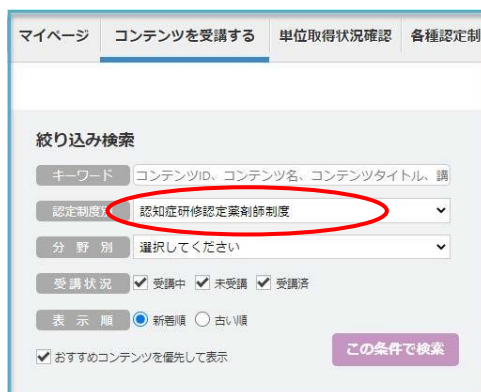 マイページ コンテンツを受講する 単位取得状況確認 各種認定制
絞り込み検索
キーワード コンテンツID、コンテンツ名、コンテンツタイトル、講
認定制度別 認知症研修認定薬剤師制度
分野別 選択してください
受講状況 受講中 未受講 受講済
表示順 新着順 古い順
おすすめコンテンツを優先して表示 この条件で検索